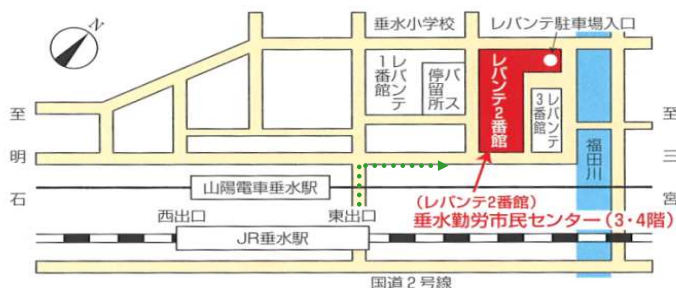 N
垂水小学校
レバンテ駐車場入口
レバンテ
1番館
バス
停留所
レバンテ2番館
レバンテ
3番館
至明石
至三宮
福田川
山陽電車垂水駅
(レバンテ2番館)
垂水勤労市民センター(3・4階)
西出口
東出口
JR垂水駅
国道2号線